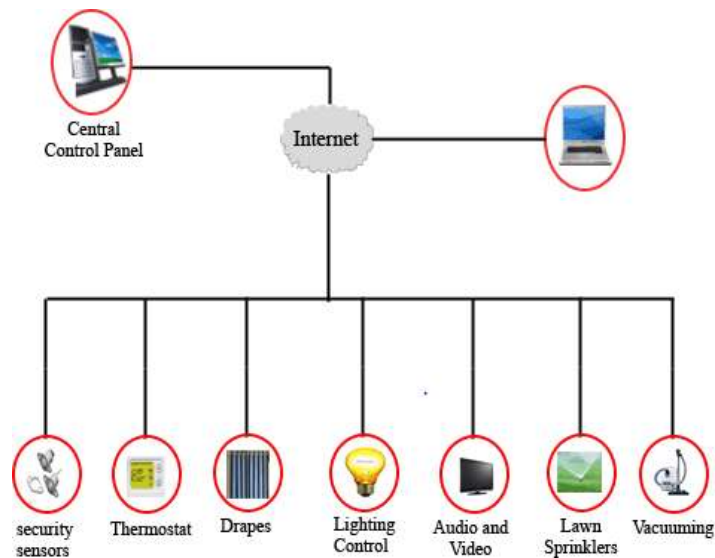 Central
Control Panel
Internet
security
sensors
Thermostat
Drapes
Lighting
Control
Audio and
Video
Lawn
Sprinklers
Vacuuming